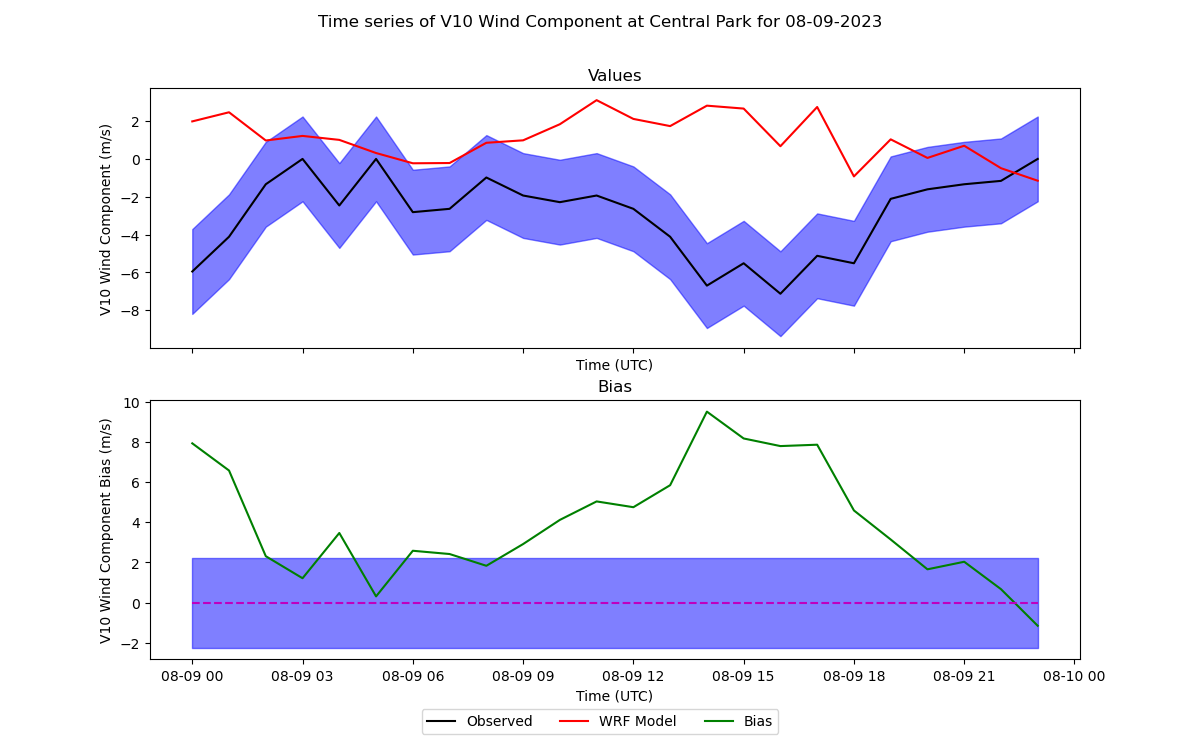 Time series of V10 Wind Component at Central Park for 08-09-2023
Values
V10 Wind Component (m/s)
2
0
−2
−4
−6
−8
Time (UTC)
Bias
V10 Wind Component Bias (m/s)
10
8
6
4
2
0
−2
08-09 00 08-09 03 08-09 06 08-09 09 08-09 12 08-09 15 08-09 18 08-09 21 08-10 00
Time (UTC)
Observed WRF Model Bias